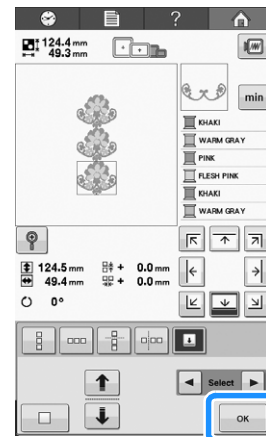 ?
124.4 mm
49.3 mm
min
KHAKI
WARM GRAY
PINK
FLESH PINK
KHAKI
WARM GRAY
124.5 mm + 0.0 mm
49.4 mm + 0.0 mm
0°
Select
OK